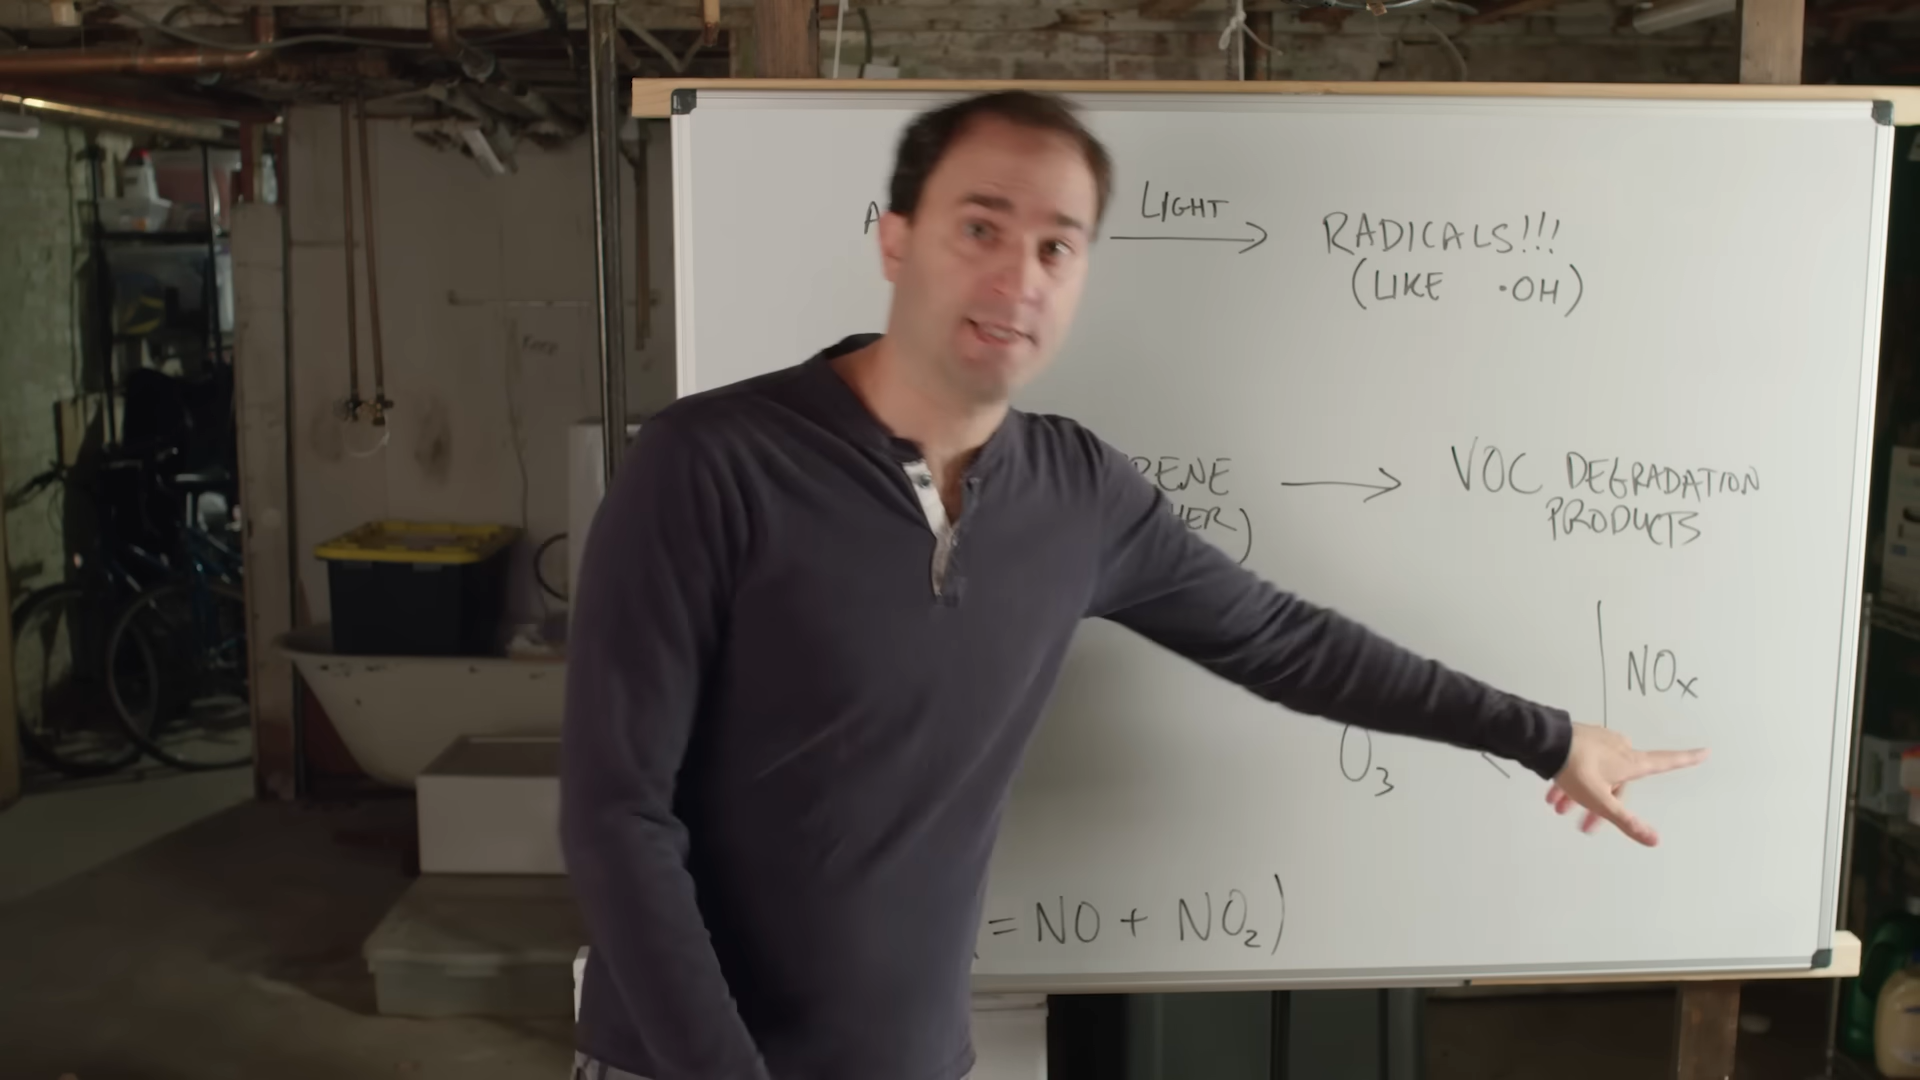 LIGHT
RADICALS!!!
(LIKE ·OH)
VOC DEGRADATION
PRODUCTS
NOx
O3
= NO + NO2)